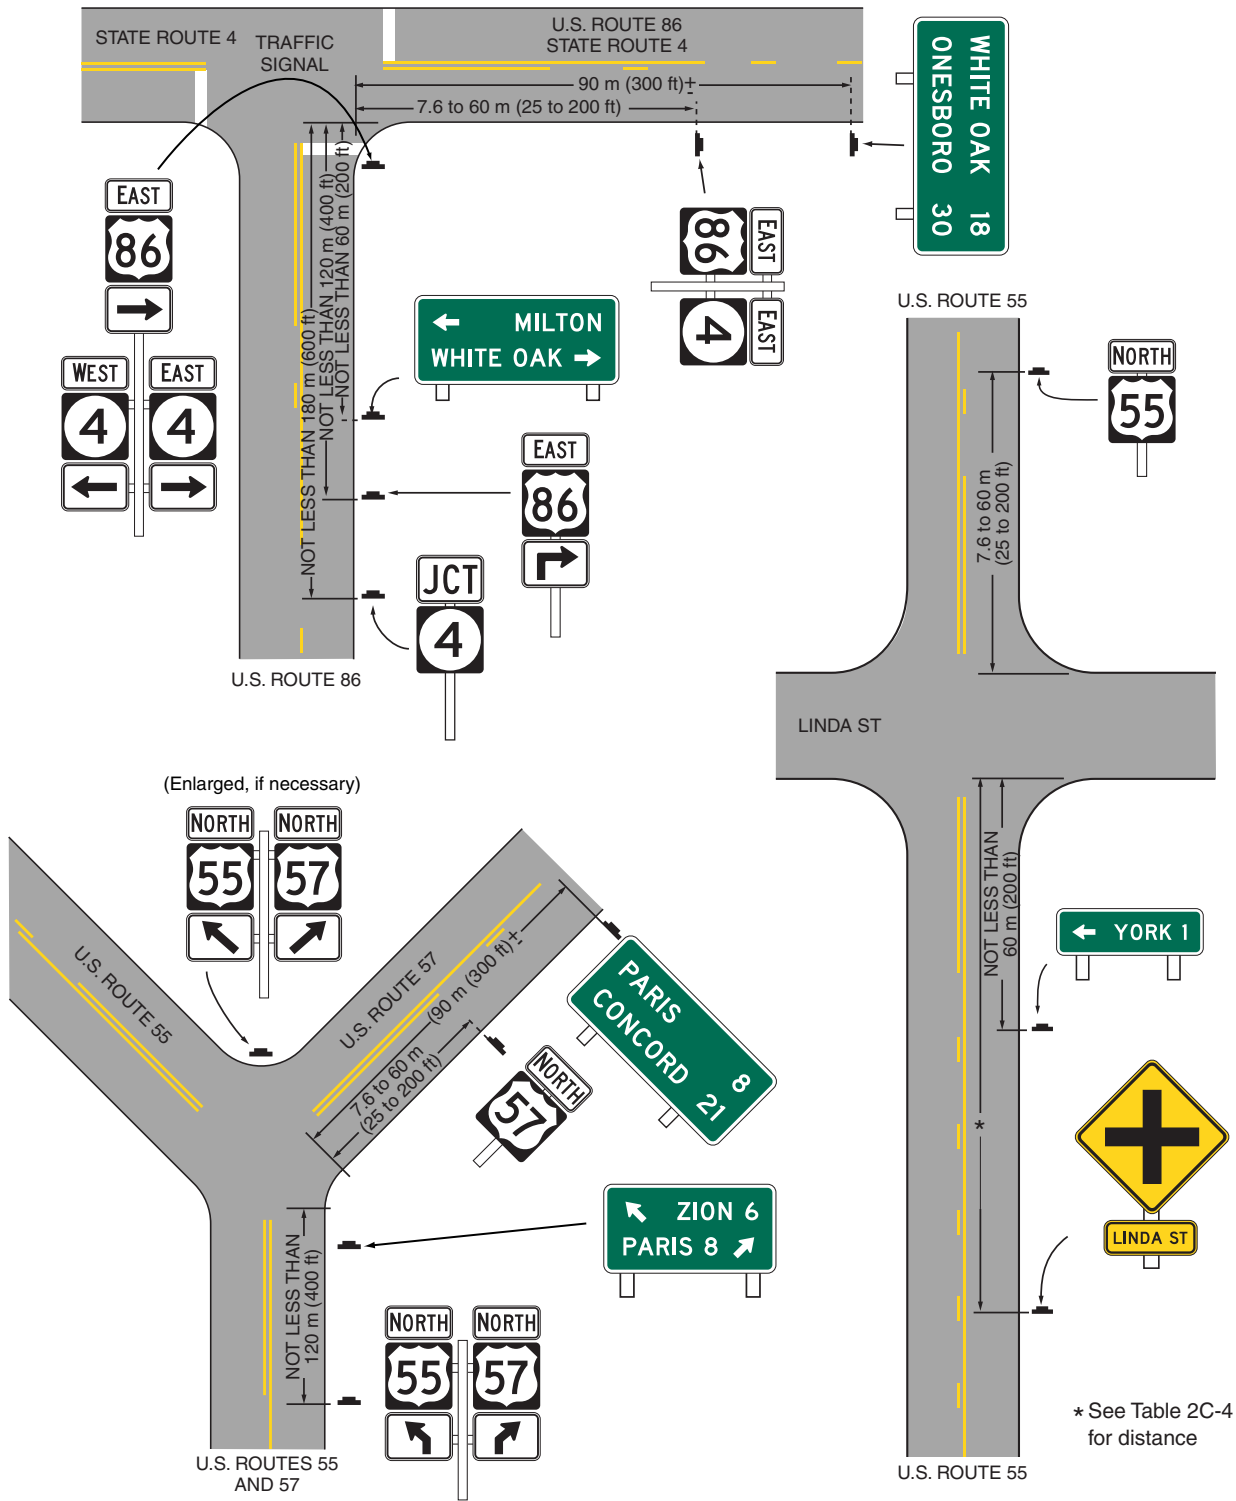 STATE ROUTE 4
TRAFFIC
SIGNAL
U.S. ROUTE 86
STATE ROUTE 4
90 m (300 ft)±
7.6 to 60 m (25 to 200 ft)
WHITE OAK 18
ONESBORO 30
EAST
86
WEST
4
EAST
4
NOT LESS THAN 180 m (600 ft)
NOT LESS THAN 120 m (400 ft)
NOT LESS THAN 60 m (200 ft)
EAST
86
EAST
4
MILTON
WHITE OAK
EAST
86
JCT
4
U.S. ROUTE 86
U.S. ROUTE 55
NORTH
55
7.6 to 60 m
(25 to 200 ft)
LINDA ST
NOT LESS THAN
60 m (200 ft)
YORK 1
*
LINDA ST
* See Table 2C-4
for distance
U.S. ROUTE 55
(Enlarged, if necessary)
NORTH
55
NORTH
57
U.S. ROUTE 55
U.S. ROUTE 57
(90 m (300 ft)±
7.6 to 60 m
(25 to 200 ft)
PARIS 8
CONCORD 21
NORTH
57
ZION 6
PARIS 8
NOT LESS THAN
120 m (400 ft)
NORTH
55
NORTH
57
U.S. ROUTES 55
AND 57